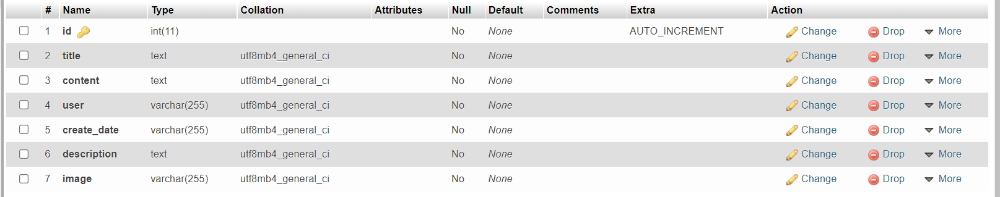 # Name Type Collation Attributes Null Default Comments Extra Action
1 id int(11) No None AUTO_INCREMENT Change Drop More
2 title text utf8mb4_general_ci No None Change Drop More
3 content text utf8mb4_general_ci No None Change Drop More
4 user varchar(255) utf8mb4_general_ci No None Change Drop More
5 create_date varchar(255) utf8mb4_general_ci No None Change Drop More
6 description text utf8mb4_general_ci No None Change Drop More
7 image varchar(255) utf8mb4_general_ci No None Change Drop More